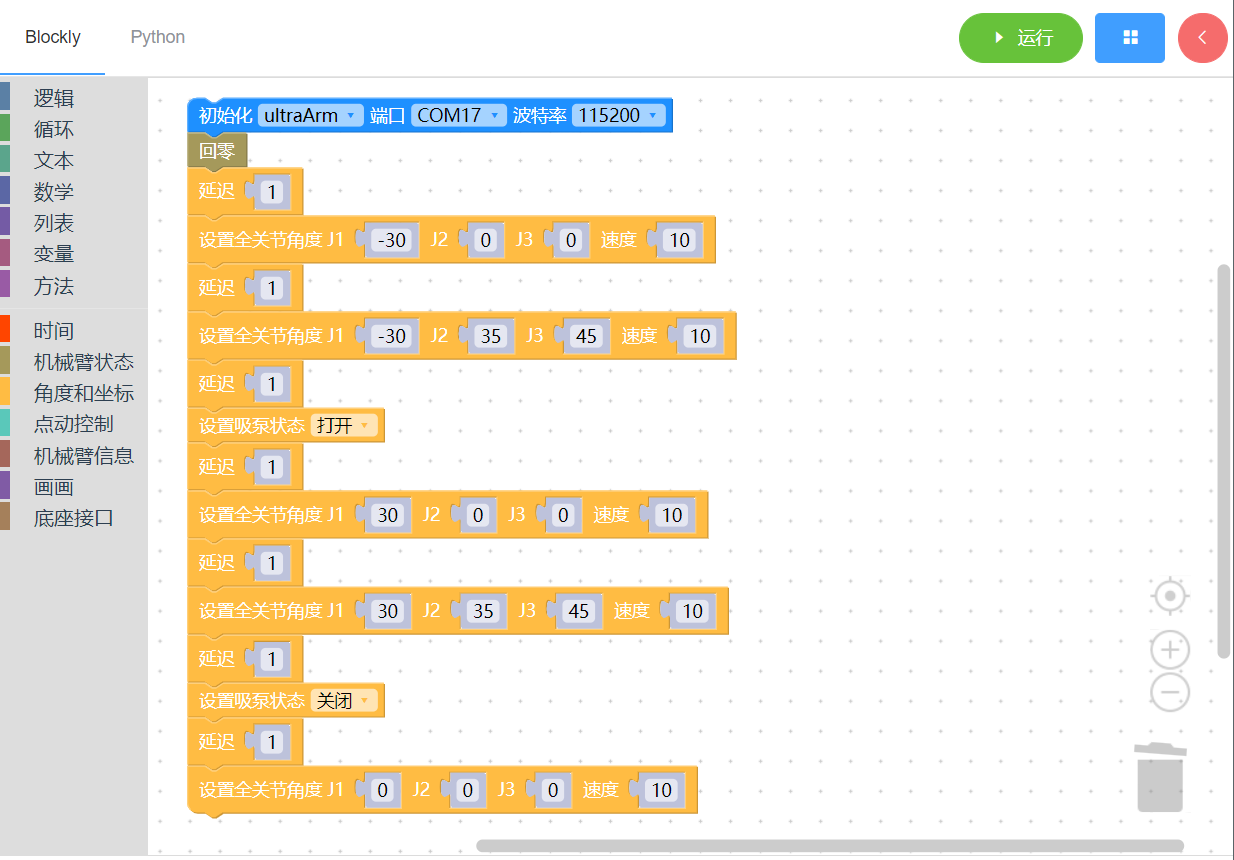 Blockly Python 运行
逻辑
循环
文本
数学
列表
变量
方法
时间
机械臂状态
角度和坐标
点动控制
机械臂信息
画画
底座接口
初始化 ultraArm 端口 COM17 波特率 115200
回零
延迟 1
设置全关节角度 J1 -30 J2 0 J3 0 速度 10
延迟 1
设置全关节角度 J1 -30 J2 35 J3 45 速度 10
延迟 1
设置吸泵状态 打开
延迟 1
设置全关节角度 J1 30 J2 0 J3 0 速度 10
延迟 1
设置全关节角度 J1 30 J2 35 J3 45 速度 10
延迟 1
设置吸泵状态 关闭
延迟 1
设置全关节角度 J1 0 J2 0 J3 0 速度 10